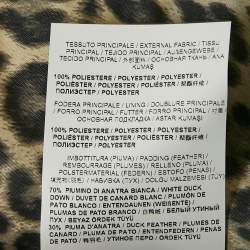 TESSUTO PRINCIPALE / EXTERNAL FABRIC / TISSU
PRINCIPAL / TEJIDO PRINCIPAL / AUßENGEWEBE
/ TECIDO PRINCIPAL / / ОСНОВНАЯ ТКАНЬ / ANA
KUMAŞ
100% POLIESTERE / POLYESTER / POLYESTER /
POLIÉSTER / POLYESTER / POLIÉSTER /
ПОЛИЭСТЕР / POLYESTER
FODERA PRINCIPALE / LINING / DOUBLURE PRINCIPALE /
FORRO PRINCIPAL / FUTTER / FORRO PRINCIPAL /
/ ОСНОВНАЯ ПОДКЛАДКА / ASTAR KUMAŞI
100% POLIESTERE / POLYESTER / POLYESTER /
POLIÉSTER / POLYESTER / POLIÉSTER /
ПОЛИЭСТЕР / POLYESTER
IMBOTTITURA (PIUMA) / PADDING (FEATHER) /
REMBOURRAGE (PLUMES) / RELLENO (PLUMA) /
POLSTERMATERIAL (FEDERN) / ESTOFO (PENAS) /
/ НАБИВКА (ПУХ) / DOLGU MALZEMESI (TÜY)
70% PIUMINO DI ANATRA BIANCA / WHITE DUCK
DOWN / DUVET DE CANARD BLANC / PLUMÓN DE
PATO BLANCO / ENTENDAUNEN (WEISSE) /
PLUMAS DE PATO BRANCO / / БЕЛЫЙ УТИНЫЙ
ПУХ / BEYAZ ÖRDEK TÜYÜ
30% PIUMA D'ANATRA / DUCK FEATHER / PLUMES DE
CANARD / PLUMA DE PATO / ENTENFEDERN / PENAS
DE PATO / / УТИНОЕ ПЕРО / ÖRDEK TÜYÜ